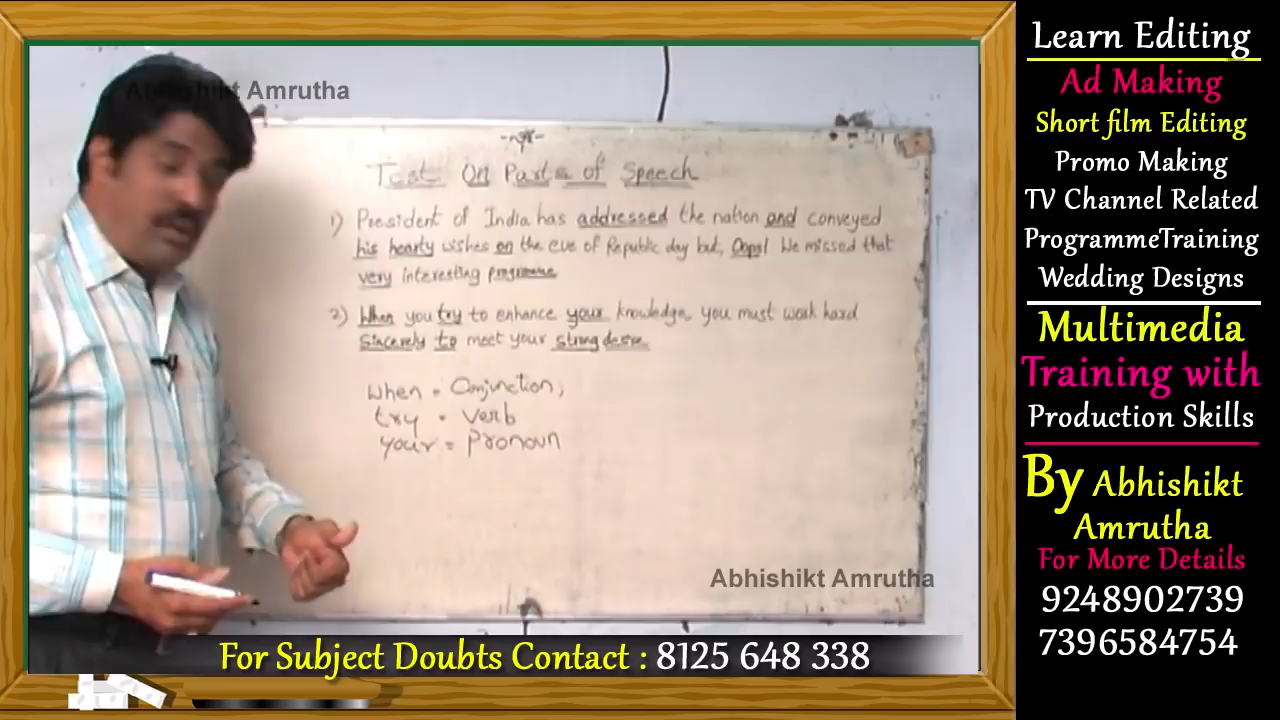 Abhishikt Amrutha
Test On Parts of Speech
1) President of India has addressed the nation and conveyed
his hearty wishes on the eve of Republic day but, Oops! We missed that
very interesting programme
2) When you try to enhance your knowledge, you must work hard
Sincerely to meet your strong desire
When = Conjunction,
try = verb
your = Pronoun
Abhishikt Amrutha
For Subject Doubts Contact : 8125 648 338
Learn Editing
Ad Making
Short film Editing
Promo Making
TV Channel Related
ProgrammeTraining
Wedding Designs
Multimedia
Training with
Production Skills
By Abhishikt
Amrutha
For More Details
9248902739
7396584754